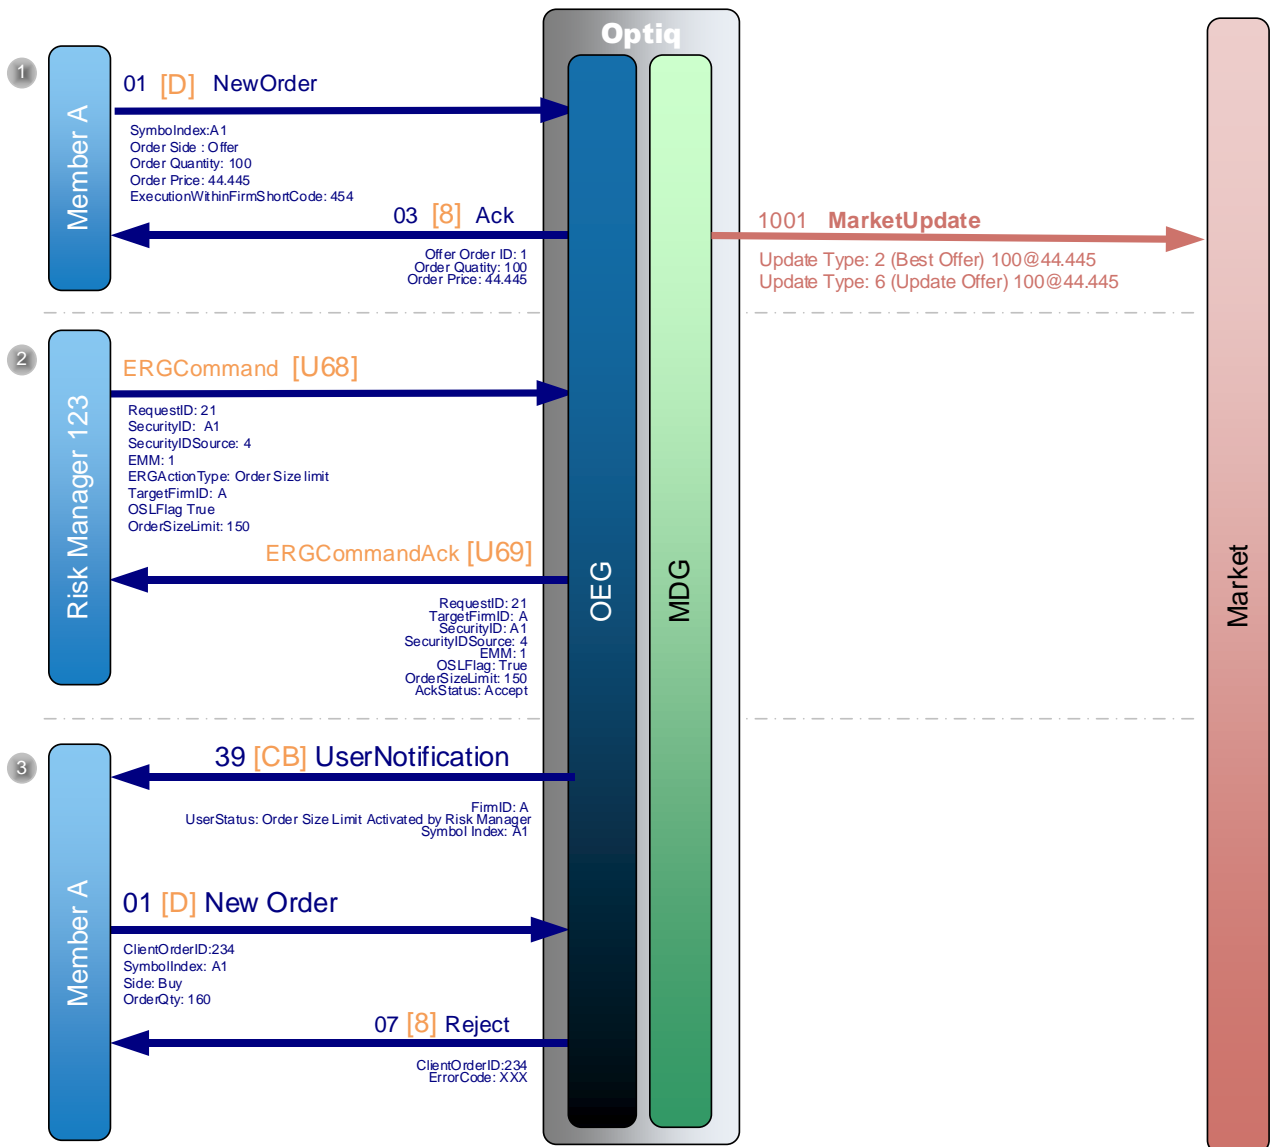 Optiq
1
Member A
01 [D] NewOrder
SymbolIndex:A1
Order Side : Offer
Order Quantity: 100
Order Price: 44.445
ExecutionWithinFirmShortCode: 454
03 [8] Ack
Offer Order ID: 1
Order Quatity: 100
Order Price: 44.445
1001 MarketUpdate
Update Type: 2 (Best Offer) 100@44.445
Update Type: 6 (Update Offer) 100@44.445
2
Risk Manager 123
ERGCommand [U68]
RequestID: 21
SecurityID: A1
SecurityIDSource: 4
EMM: 1
ERGActionType: Order Size limit
TargetFirmID: A
OSLFlag True
OrderSizeLimit: 150
ERGCommandAck [U69]
RequestID: 21
TargetFirmID: A
SecurityID: A1
SecurityIDSource: 4
EMM: 1
OSLFlag: True
OrderSizeLimit: 150
AckStatus: Accept
OEG
MDG
Market
3
Member A
39 [CB] UserNotification
FirmID: A
UserStatus: Order Size Limit Activated by Risk Manager
Symbol Index: A1
01 [D] New Order
ClientOrderID:234
SymbolIndex: A1
Side: Buy
OrderQty: 160
07 [8] Reject
ClientOrderID:234
ErrorCode: XXX